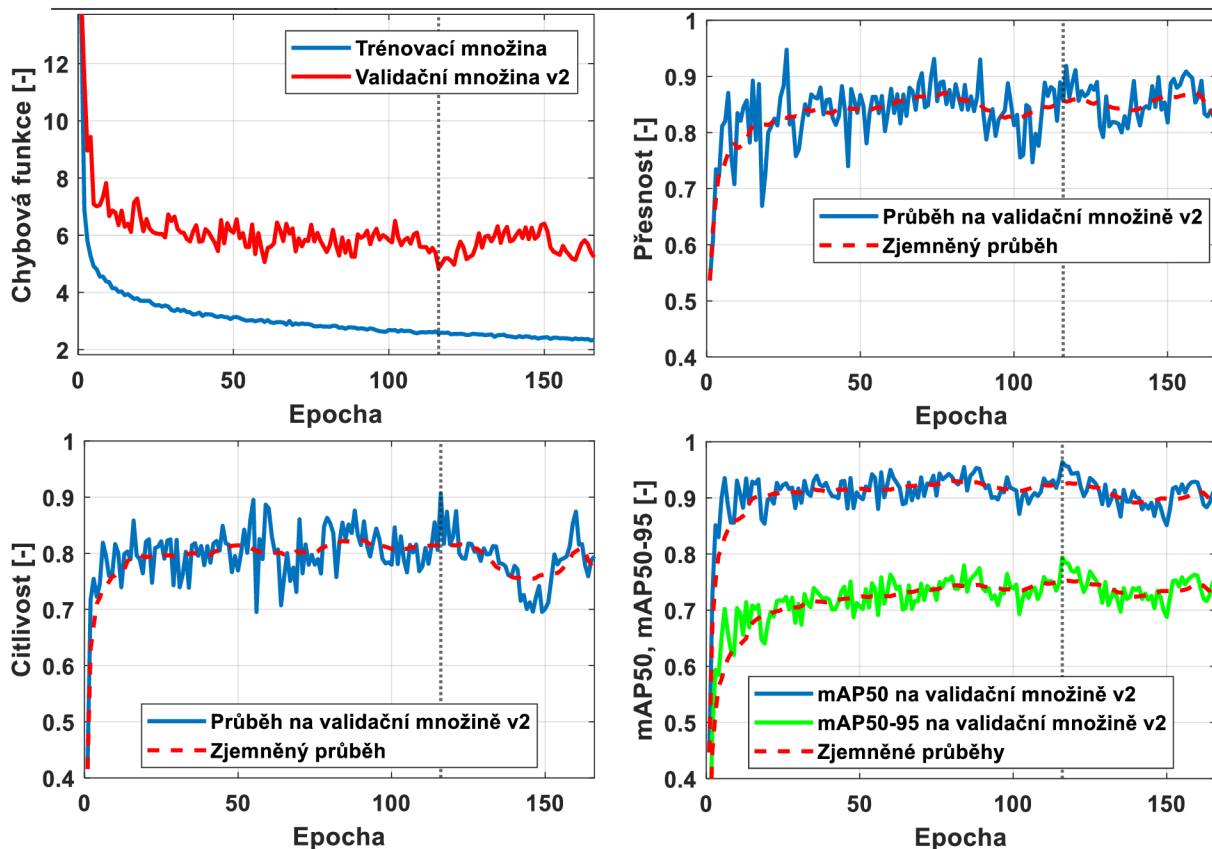 Chybová funkce [-]
12
10
8
6
4
2
Trénovací množina
Validační množina v2
0
50
100
150
Epocha
Přesnost [-]
1
0.9
0.8
0.7
0.6
0.5
0.4
Průběh na validační množině v2
Zjemněný průběh
0
50
100
150
Epocha
Citlivost [-]
1
0.9
0.8
0.7
0.6
0.5
0.4
Průběh na validační množině v2
Zjemněný průběh
0
50
100
150
Epocha
mAP50, mAP50-95 [-]
1
0.9
0.8
0.7
0.6
0.5
0.4
mAP50 na validační množině v2
mAP50-95 na validační množině v2
Zjemněné průběhy
0
50
100
150
Epocha